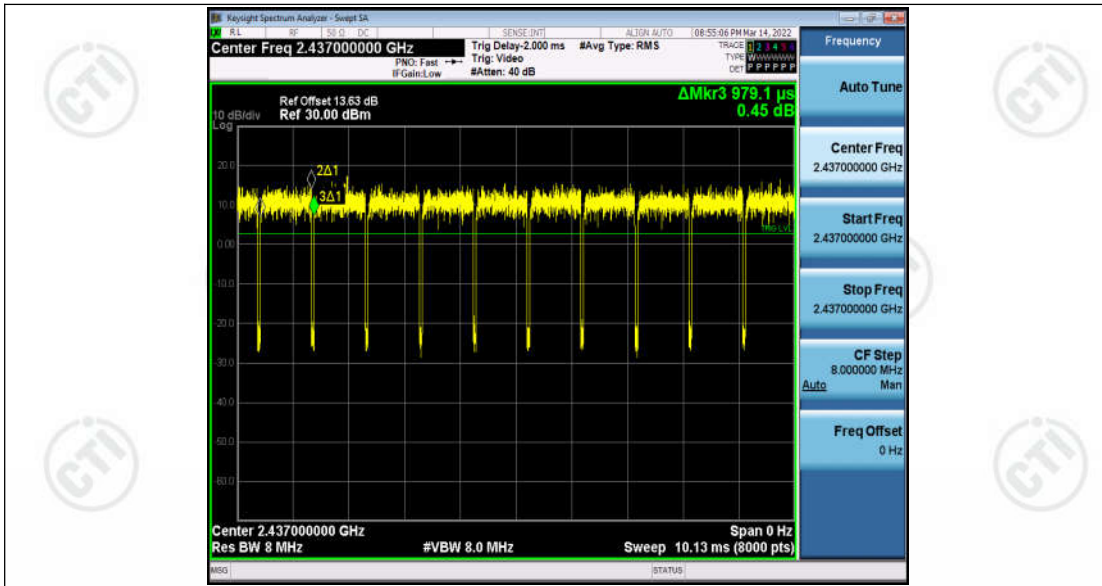 Keysight Spectrum Analyzer - Swept SA
RL RF 50 Ω DC SENSE:INT ALIGN AUTO 08:55:06 PM Mar 14, 2022
Center Freq 2.437000000 GHz
PNO: Fast
IFGain:Low
Trig Delay-2.000 ms
Trig: Video
#Atten: 40 dB
#Avg Type: RMS
TRACE 1 2 3 4 5 6
TYPE WWWWWW
DET P P P P P P
ΔMkr3 979.1 µs
0.45 dB
Ref Offset 13.63 dB
10 dB/div Ref 30.00 dBm
Log
20.0
2Δ1
3Δ1
10.0
TRIG LVL
0.00
-10.0
-20.0
-30.0
-40.0
-50.0
-60.0
Center 2.437000000 GHz
Span 0 Hz
Res BW 8 MHz
#VBW 8.0 MHz
Sweep 10.13 ms (8000 pts)
MSG
STATUS
Frequency
Auto Tune
Center Freq
2.437000000 GHz
Start Freq
2.437000000 GHz
Stop Freq
2.437000000 GHz
CF Step
8.000000 MHz
Auto Man
Freq Offset
0 Hz
CTI
CTI
CTI
CTI